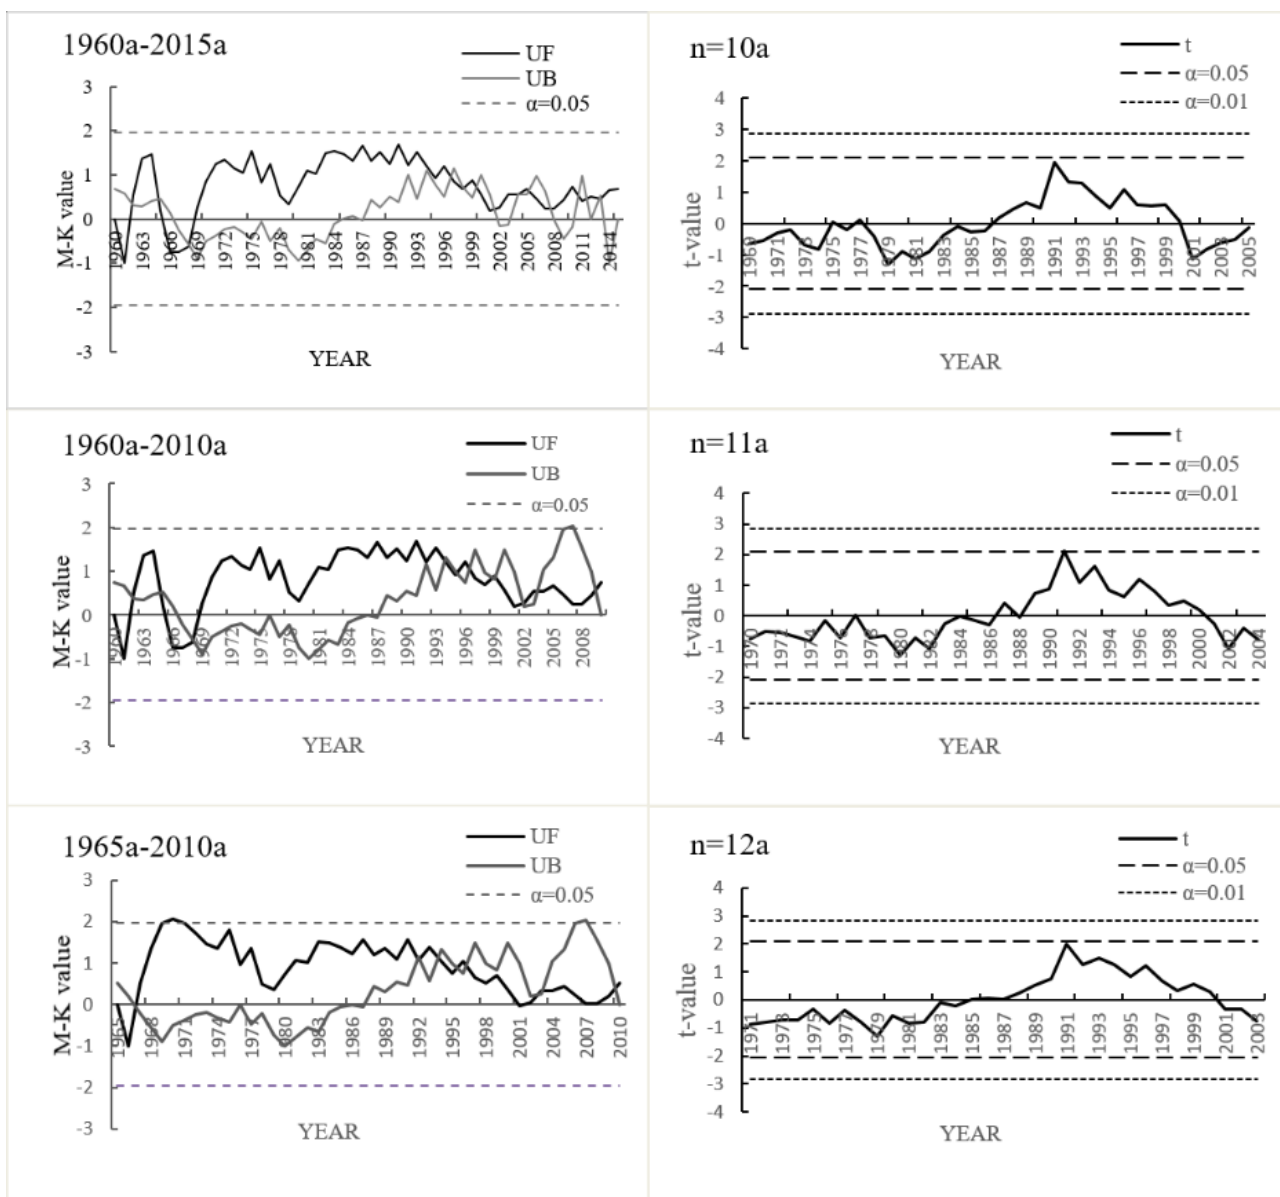 1960a-2015a
UF
UB
α=0.05
3
2
1
0
-1
-2
-3
M-K value
1960 1963 1966 1969 1972 1975 1978 1981 1984 1987 1990 1993 1996 1999 2002 2005 2008 2011 2014
YEAR
n=10a
t
α=0.05
α=0.01
4
3
2
1
0
-1
-2
-3
-4
t-value
1969 1971 1973 1975 1977 1979 1981 1983 1985 1987 1989 1991 1993 1995 1997 1999 2001 2003 2005
YEAR
1960a-2010a
UF
UB
α=0.05
3
2
1
0
-1
-2
-3
M-K value
1960 1963 1966 1969 1972 1975 1978 1981 1984 1987 1990 1993 1996 1999 2002 2005 2008
YEAR
n=11a
t
α=0.05
α=0.01
4
3
2
1
0
-1
-2
-3
-4
t-value
1970 1972 1974 1976 1978 1980 1982 1984 1986 1988 1990 1992 1994 1996 1998 2000 2002 2004
YEAR
1965a-2010a
UF
UB
α=0.05
3
2
1
0
-1
-2
-3
M-K value
1965 1968 1971 1974 1977 1980 1983 1986 1989 1992 1995 1998 2001 2004 2007 2010
YEAR
n=12a
t
α=0.05
α=0.01
4
3
2
1
0
-1
-2
-3
-4
t-value
1971 1973 1975 1977 1979 1981 1983 1985 1987 1989 1991 1993 1995 1997 1999 2001 2003
YEAR